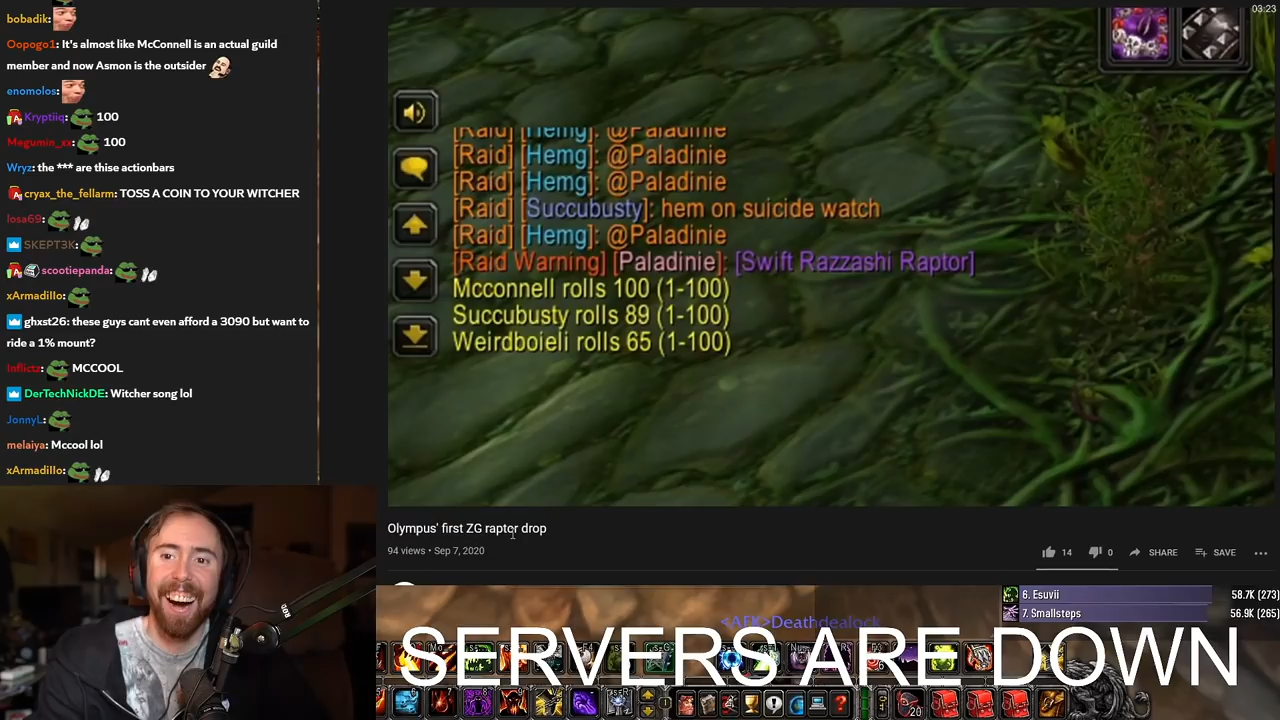 bobadik:
Oopogo1: It's almost like McConnell is an actual guild
member and now Asmon is the outsider
enomolos:
Kryptiiq: 100
Megumin_xx: 100
Wryz: the *** are thise actionbars
cryax_the_fellarm: TOSS A COIN TO YOUR WITCHER
losa69:
SKEPT3K:
scootiepanda:
xArmadillo:
ghxst26: these guys cant even afford a 3090 but want to
ride a 1% mount?
Inflictz: MCCOOL
DerTechNickDE: Witcher song lol
JonnyL:
melaiya: Mccool lol
xArmadillo:
03:23
[Raid] [Hemg]: @Paladinie
[Raid] [Hemg]: @Paladinie
[Raid] [Hemg]: @Paladinie
[Raid] [Succubusty]: hem on suicide watch
[Raid] [Hemg]: @Paladinie
[Raid Warning] [Paladinie]: [Swift Razzashi Raptor]
Mcconnell rolls 100 (1-100)
Succubusty rolls 89 (1-100)
Weirdboieli rolls 65 (1-100)
Olympus' first ZG raptor drop
94 views • Sep 7, 2020
14
0
SHARE
SAVE
6. Esuvii 58.7K (273)
7. Smallsteps 56.9K (265)
<AFK>Deathdealock
SERVERS ARE DOWN
20